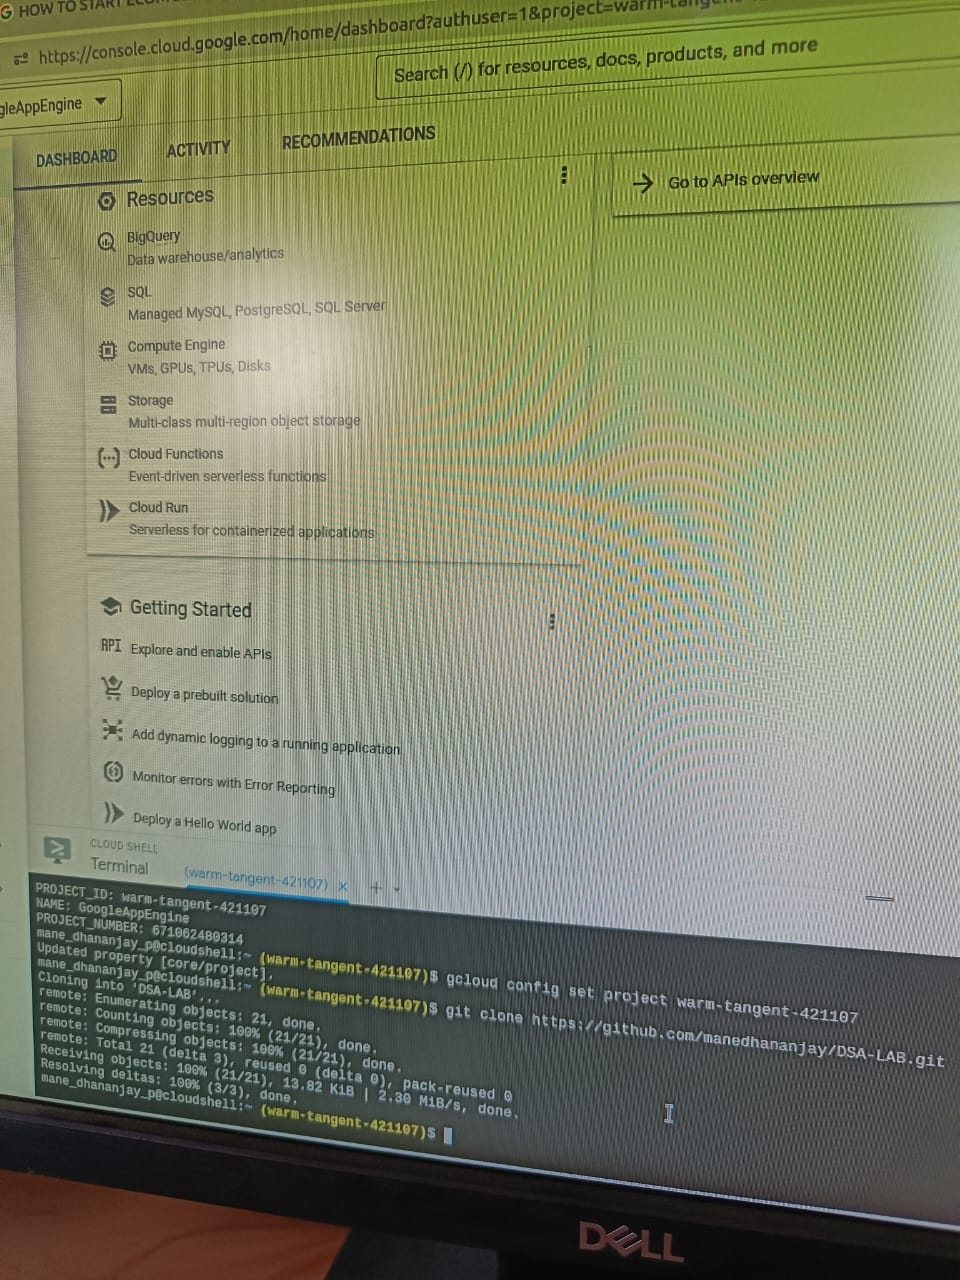 HOW TO START
https://console.cloud.google.com/home/dashboard?authuser=1&project=warm-tangent
Search (/) for resources, docs, products, and more
gleAppEngine
DASHBOARD
ACTIVITY
RECOMMENDATIONS
Resources
Go to APIs overview
BigQuery
Data warehouse/analytics
SQL
Managed MySQL, PostgreSQL, SQL Server
Compute Engine
VMs, GPUs, TPUs, Disks
Storage
Multi-class multi-region object storage
Cloud Functions
Event-driven serverless functions
Cloud Run
Serverless for containerized applications
Getting Started
API Explore and enable APIs
Deploy a prebuilt solution
Add dynamic logging to a running application
Monitor errors with Error Reporting
Deploy a Hello World app
CLOUD SHELL
Terminal
(warm-tangent-421107) × +
PROJECT_ID: warm-tangent-421107
NAME: GoogleAppEngine
PROJECT_NUMBER: 671062480314
mane_dhananjay_p@cloudshell:~ (warm-tangent-421107)$ gcloud config set project warm-tangent-421107
Updated property [core/project].
mane_dhananjay_p@cloudshell:~ (warm-tangent-421107)$ git clone https://github.com/manedhananjay/DSA-LAB.git
Cloning into 'DSA-LAB'...
remote: Enumerating objects: 21, done.
remote: Counting objects: 100% (21/21), done.
remote: Compressing objects: 100% (21/21), done.
remote: Total 21 (delta 3), reused 0 (delta 0), pack-reused 0
Receiving objects: 100% (21/21), 13.82 KiB | 2.30 MiB/s, done.
Resolving deltas: 100% (3/3), done.
mane_dhananjay_p@cloudshell:~ (warm-tangent-421107)$
DELL